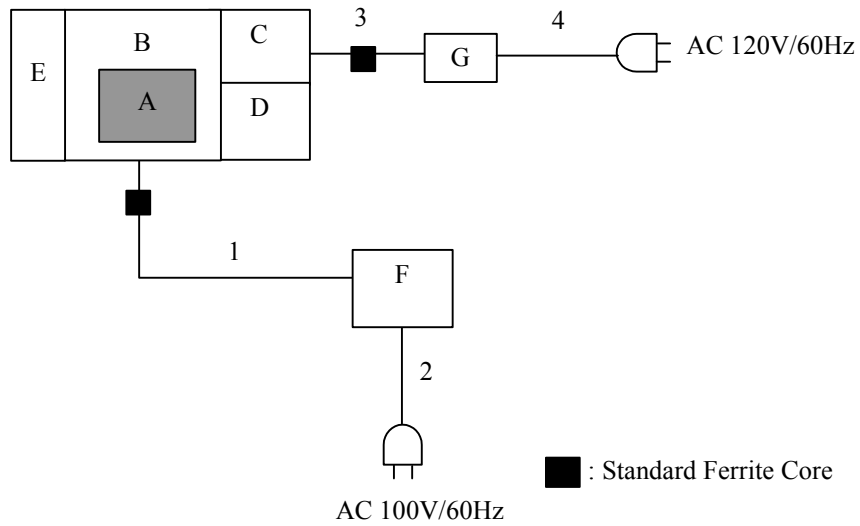 3
4
C
B
AC 120V/60Hz
G
E
A
D
1
F
2
: Standard Ferrite Core
AC 100V/60Hz